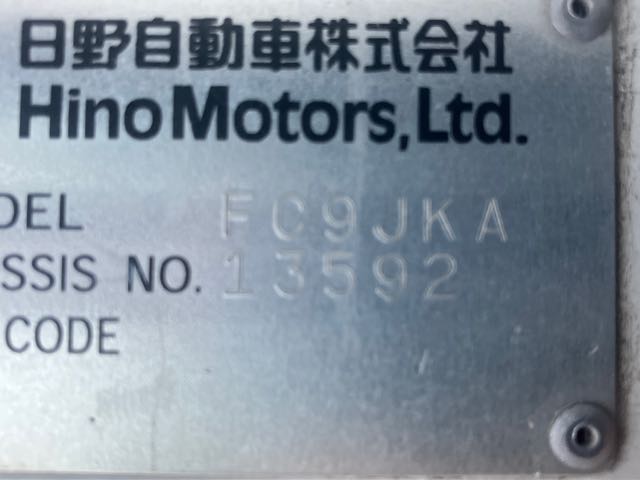 日野自動車株式会社
Hino Motors, Ltd.
DEL FC9JKA
SSIS NO. 13592
CODE